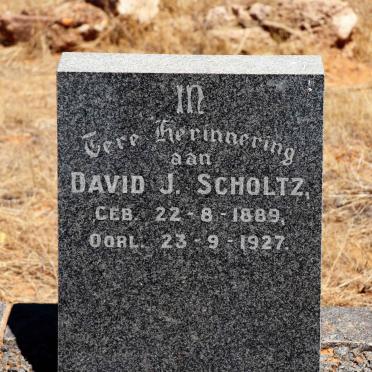 In
Tere Herinnering
aan
DAVID J. SCHOLTZ,
GEB. 22-8-1889,
OORL. 23-9-1927.